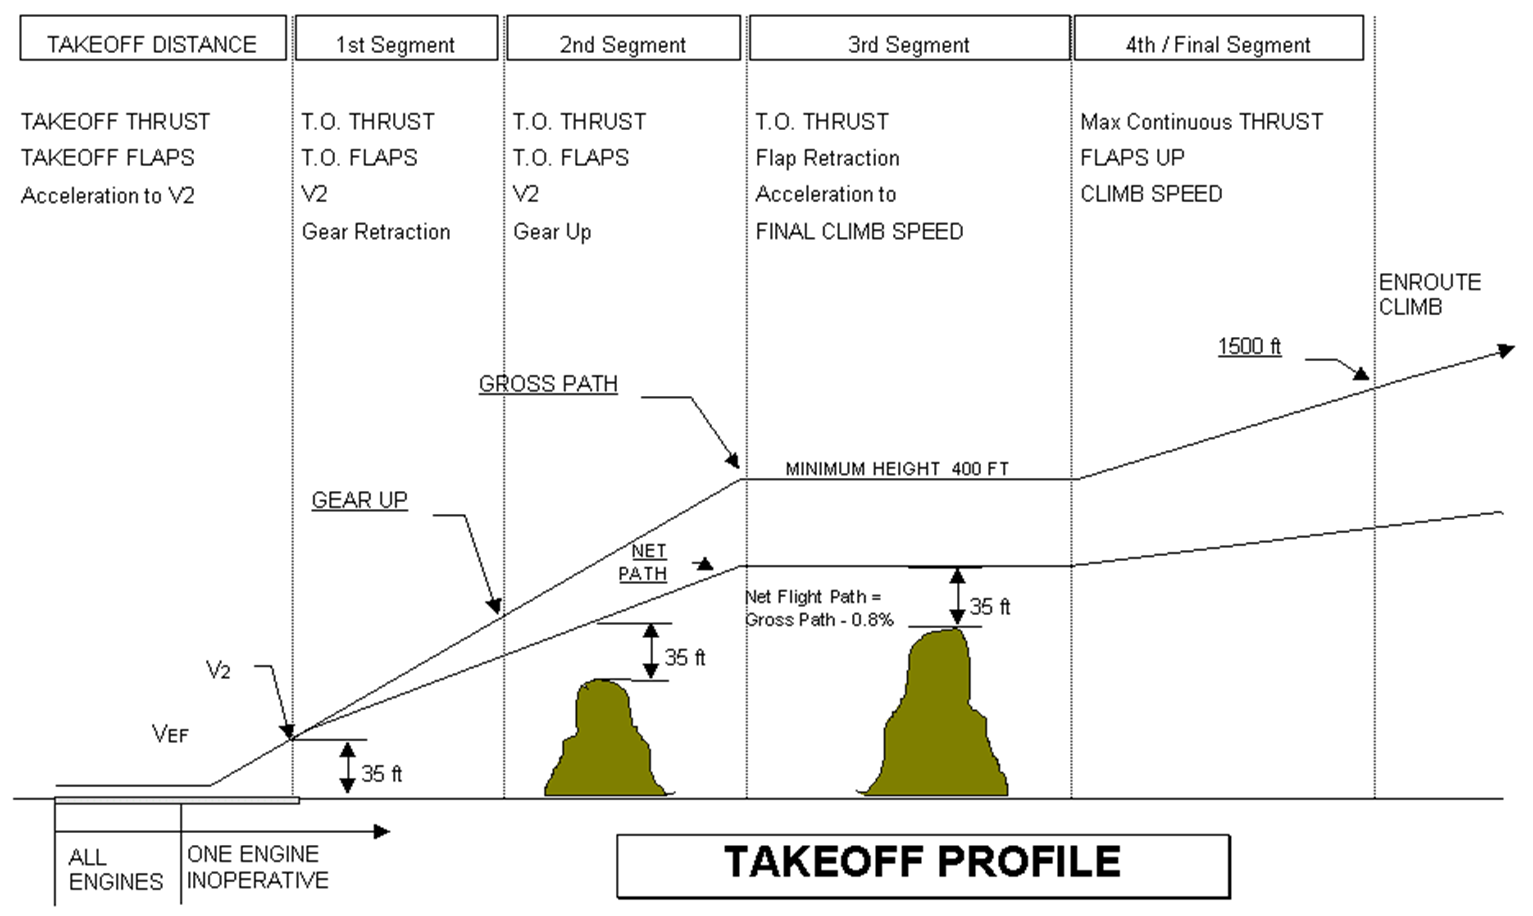 TAKEOFF DISTANCE
1st Segment
2nd Segment
3rd Segment
4th / Final Segment
TAKEOFF THRUST
TAKEOFF FLAPS
Acceleration to V2
T.O. THRUST
T.O. FLAPS
V2
Gear Retraction
T.O. THRUST
T.O. FLAPS
V2
Gear Up
T.O. THRUST
Flap Retraction
Acceleration to
FINAL CLIMB SPEED
Max Continuous THRUST
FLAPS UP
CLIMB SPEED
ENROUTE
CLIMB
1500 ft
GROSS PATH
MINIMUM HEIGHT 400 FT
GEAR UP
NET
PATH
Net Flight Path =
Gross Path - 0.8%
35 ft
35 ft
V2
VEF
35 ft
ALL
ENGINES
ONE ENGINE
INOPERATIVE
TAKEOFF PROFILE